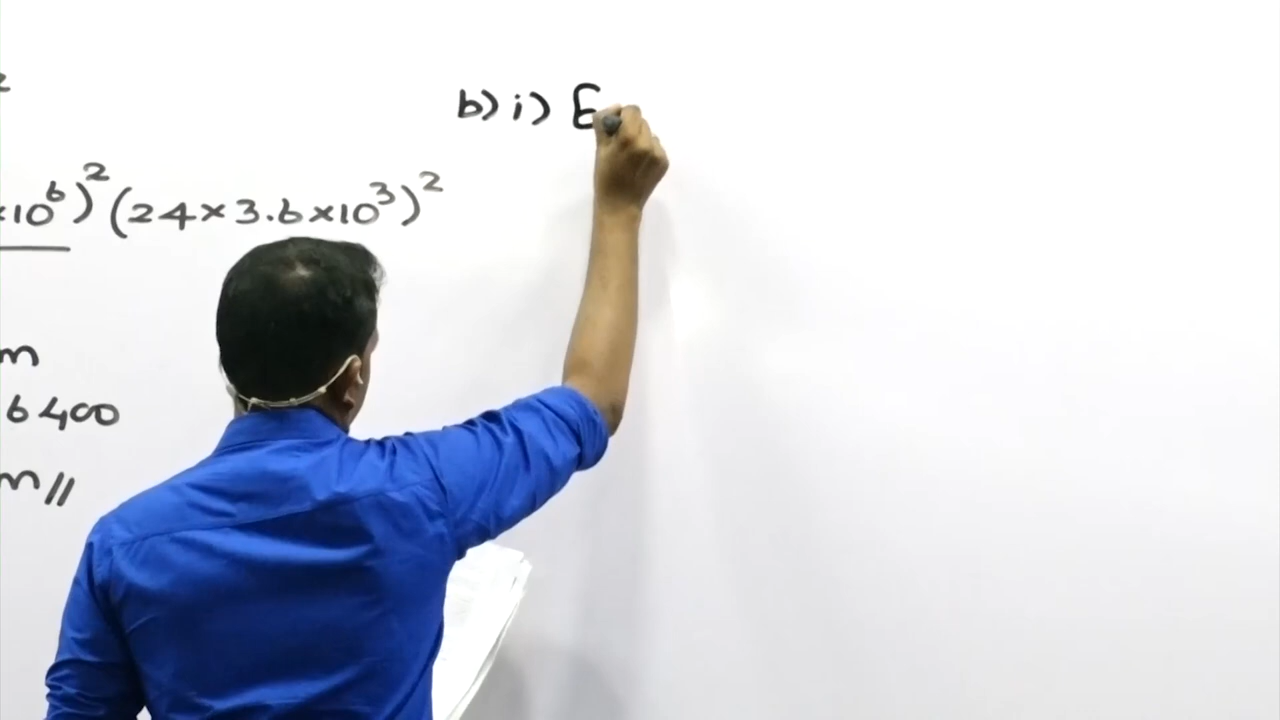 2
×10⁶)² (24 × 3.6 × 10³)²
m
6400
m //
b) i) E